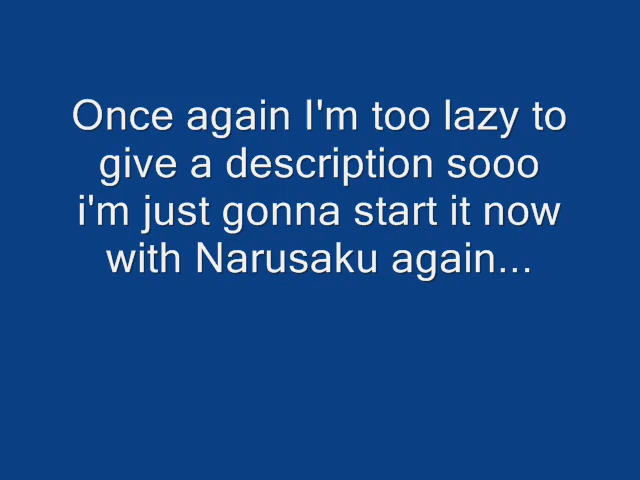 Once again I'm too lazy to
give a description sooo
i'm just gonna start it now
with Narusaku again...